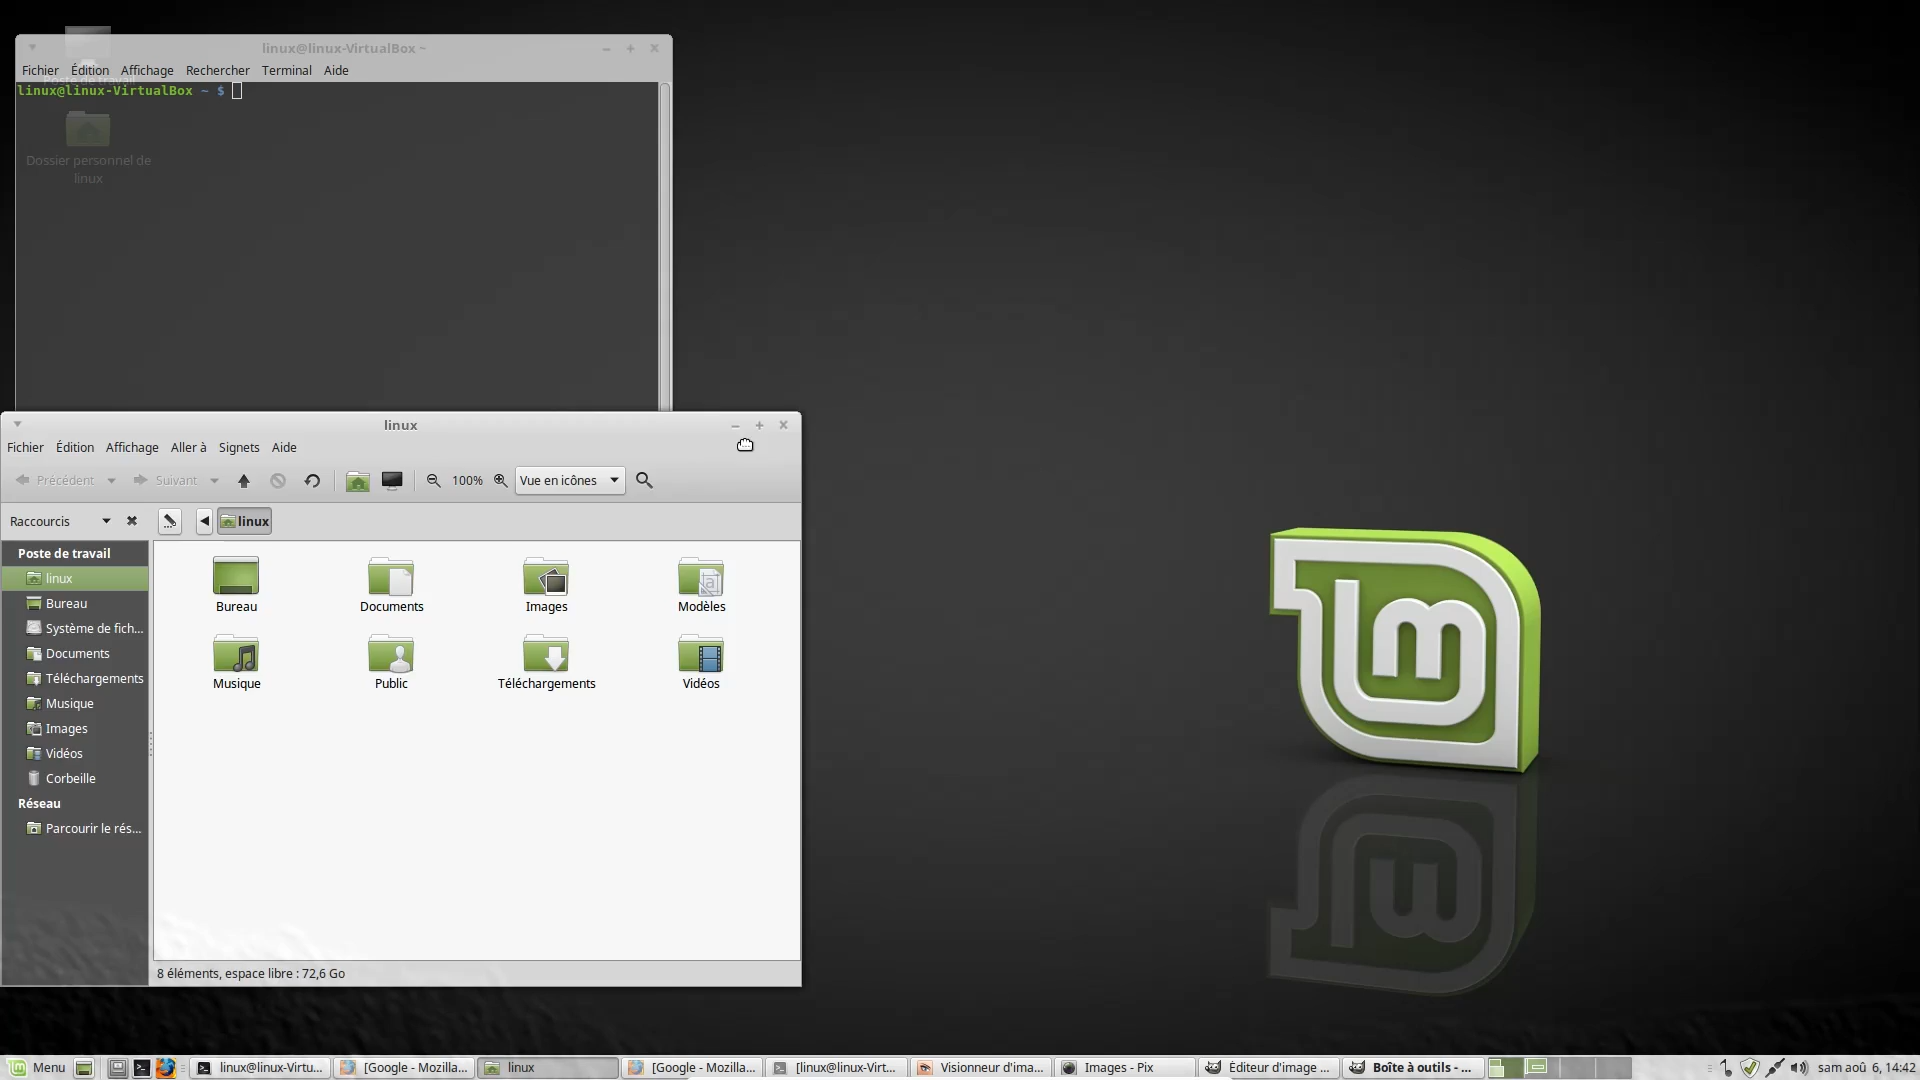 linux@linux-VirtualBox ~
Fichier Édition Affichage Rechercher Terminal Aide
Poste de travail
linux@linux-VirtualBox ~ $
Dossier personnel de
linux
linux
Fichier Édition Affichage Aller à Signets Aide
Précédent Suivant 100% Vue en icônes
Raccourcis linux
Poste de travail
linux
Bureau
Système de fich...
Documents
Téléchargements
Musique
Images
Vidéos
Corbeille
Réseau
Parcourir le rés...
Bureau Documents Images Modèles
Musique Public Téléchargements Vidéos
8 éléments, espace libre : 72,6 Go
lm
Menu linux@linux-Virtu... [Google - Mozilla... linux [Google - Mozilla... [linux@linux-Virt... Visionneur d'ima... Images - Pix Éditeur d'image ... Boîte à outils - ... sam aoû 6, 14:42